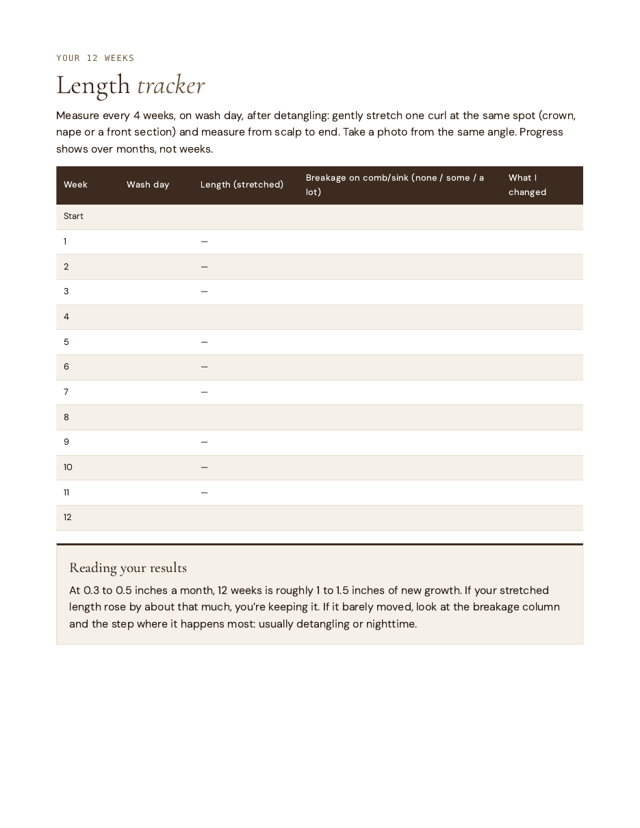 YOUR 12 WEEKS
Length tracker
Measure every 4 weeks, on wash day, after detangling: gently stretch one curl at the same spot (crown,
nape or a front section) and measure from scalp to end. Take a photo from the same angle. Progress
shows over months, not weeks.
Week Wash day Length (stretched) Breakage on comb/sink (none / some / a lot) What I changed
Start
1 —
2 —
3 —
4
5 —
6 —
7 —
8
9 —
10 —
11 —
12
Reading your results
At 0.3 to 0.5 inches a month, 12 weeks is roughly 1 to 1.5 inches of new growth. If your stretched
length rose by about that much, you’re keeping it. If it barely moved, look at the breakage column
and the step where it happens most: usually detangling or nighttime.